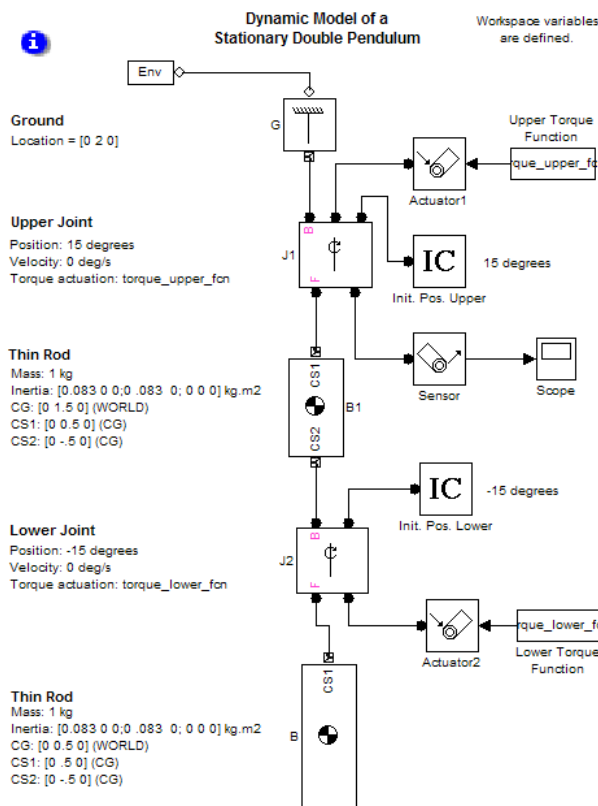 Dynamic Model of a
Stationary Double Pendulum
Workspace variables
are defined.
i
Env
Ground
Location = [0 2 0]
G
Upper Torque
Function
rque_upper_fc
Actuator1
Upper Joint
Position: 15 degrees
Velocity: 0 deg/s
Torque actuation: torque_upper_fcn
B
J1
F
IC
15 degrees
Init. Pos. Upper
Thin Rod
Mass: 1 kg
Inertia: [0.083 0 0;0 .083 0; 0 0 0] kg.m2
CG: [0 1.5 0] (WORLD)
CS1: [0 0.5 0] (CG)
CS2: [0 -.5 0] (CG)
CS1
CS2
B1
Sensor
Scope
IC
-15 degrees
Init. Pos. Lower
Lower Joint
Position: -15 degrees
Velocity: 0 deg/s
Torque actuation: torque_lower_fcn
B
J2
F
rque_lower_fc
Actuator2
Lower Torque
Function
Thin Rod
Mass: 1 kg
Inertia: [0.083 0 0;0 .083 0; 0 0 0] kg.m2
CG: [0 0.5 0] (WORLD)
CS1: [0 .5 0] (CG)
CS2: [0 -.5 0] (CG)
CS1
B